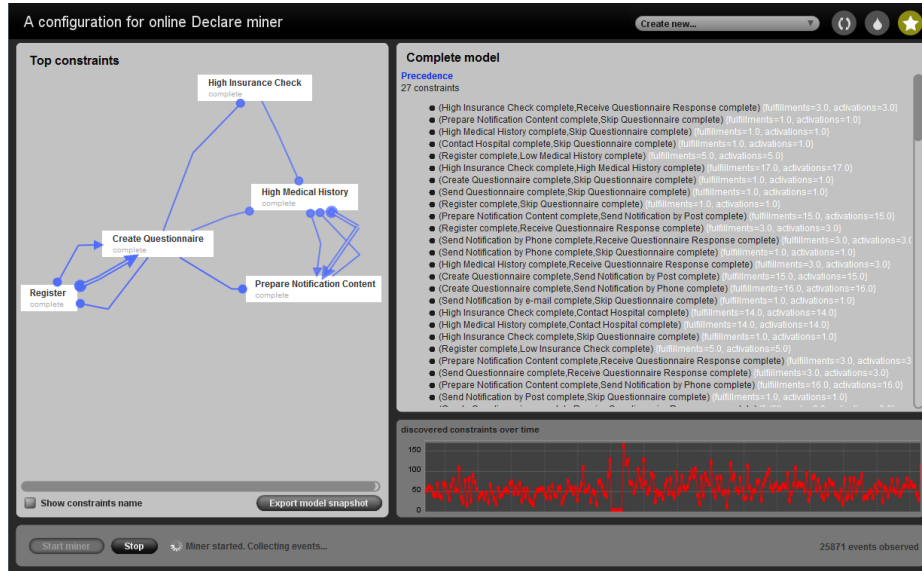 A configuration for online Declare miner
Create new...
Top constraints
High Insurance Check
complete
High Medical History
complete
Create Questionnaire
complete
Prepare Notification Content
complete
Register
complete
Show constraints name
Export model snapshot
Complete model
Precedence
27 constraints
(High Insurance Check complete,Receive Questionnaire Response complete) {fulfillments=3.0, activations=3.0}
(Prepare Notification Content complete,Skip Questionnaire complete) {fulfillments=1.0, activations=1.0}
(High Medical History complete,Skip Questionnaire complete) {fulfillments=1.0, activations=1.0}
(Contact Hospital complete,Skip Questionnaire complete) {fulfillments=1.0, activations=1.0}
(Register complete,Low Medical History complete) {fulfillments=5.0, activations=5.0}
(High Insurance Check complete,High Medical History complete) {fulfillments=17.0, activations=17.0}
(Create Questionnaire complete,Skip Questionnaire complete) {fulfillments=1.0, activations=1.0}
(Send Questionnaire complete,Skip Questionnaire complete) {fulfillments=1.0, activations=1.0}
(Register complete,Skip Questionnaire complete) {fulfillments=1.0, activations=1.0}
(Prepare Notification Content complete,Send Notification by Post complete) {fulfillments=15.0, activations=15.0}
(Register complete,Receive Questionnaire Response complete) {fulfillments=3.0, activations=3.0}
(Send Notification by Phone complete,Receive Questionnaire Response complete) {fulfillments=3.0, activations=3.0
(Send Notification by Phone complete,Skip Questionnaire complete) {fulfillments=1.0, activations=1.0}
(High Medical History complete,Receive Questionnaire Response complete) {fulfillments=3.0, activations=3.0}
(Create Questionnaire complete,Send Notification by Post complete) {fulfillments=15.0, activations=15.0}
(Create Questionnaire complete,Send Notification by Phone complete) {fulfillments=16.0, activations=16.0}
(Send Notification by e-mail complete,Skip Questionnaire complete) {fulfillments=1.0, activations=1.0}
(High Insurance Check complete,Contact Hospital complete) {fulfillments=14.0, activations=14.0}
(High Medical History complete,Contact Hospital complete) {fulfillments=14.0, activations=14.0}
(High Insurance Check complete,Skip Questionnaire complete) {fulfillments=1.0, activations=1.0}
(Register complete,Low Insurance Check complete) {fulfillments=5.0, activations=5.0}
(Prepare Notification Content complete,Receive Questionnaire Response complete) {fulfillments=3.0, activations=3
(Send Questionnaire complete,Receive Questionnaire Response complete) {fulfillments=3.0, activations=3.0}
(Prepare Notification Content complete,Send Notification by Phone complete) {fulfillments=16.0, activations=16.0}
(Send Notification by Post complete,Skip Questionnaire complete) {fulfillments=1.0, activations=1.0}
discovered constraints over time
150
100
50
0
Start miner
Stop
Miner started. Collecting events...
25871 events observed